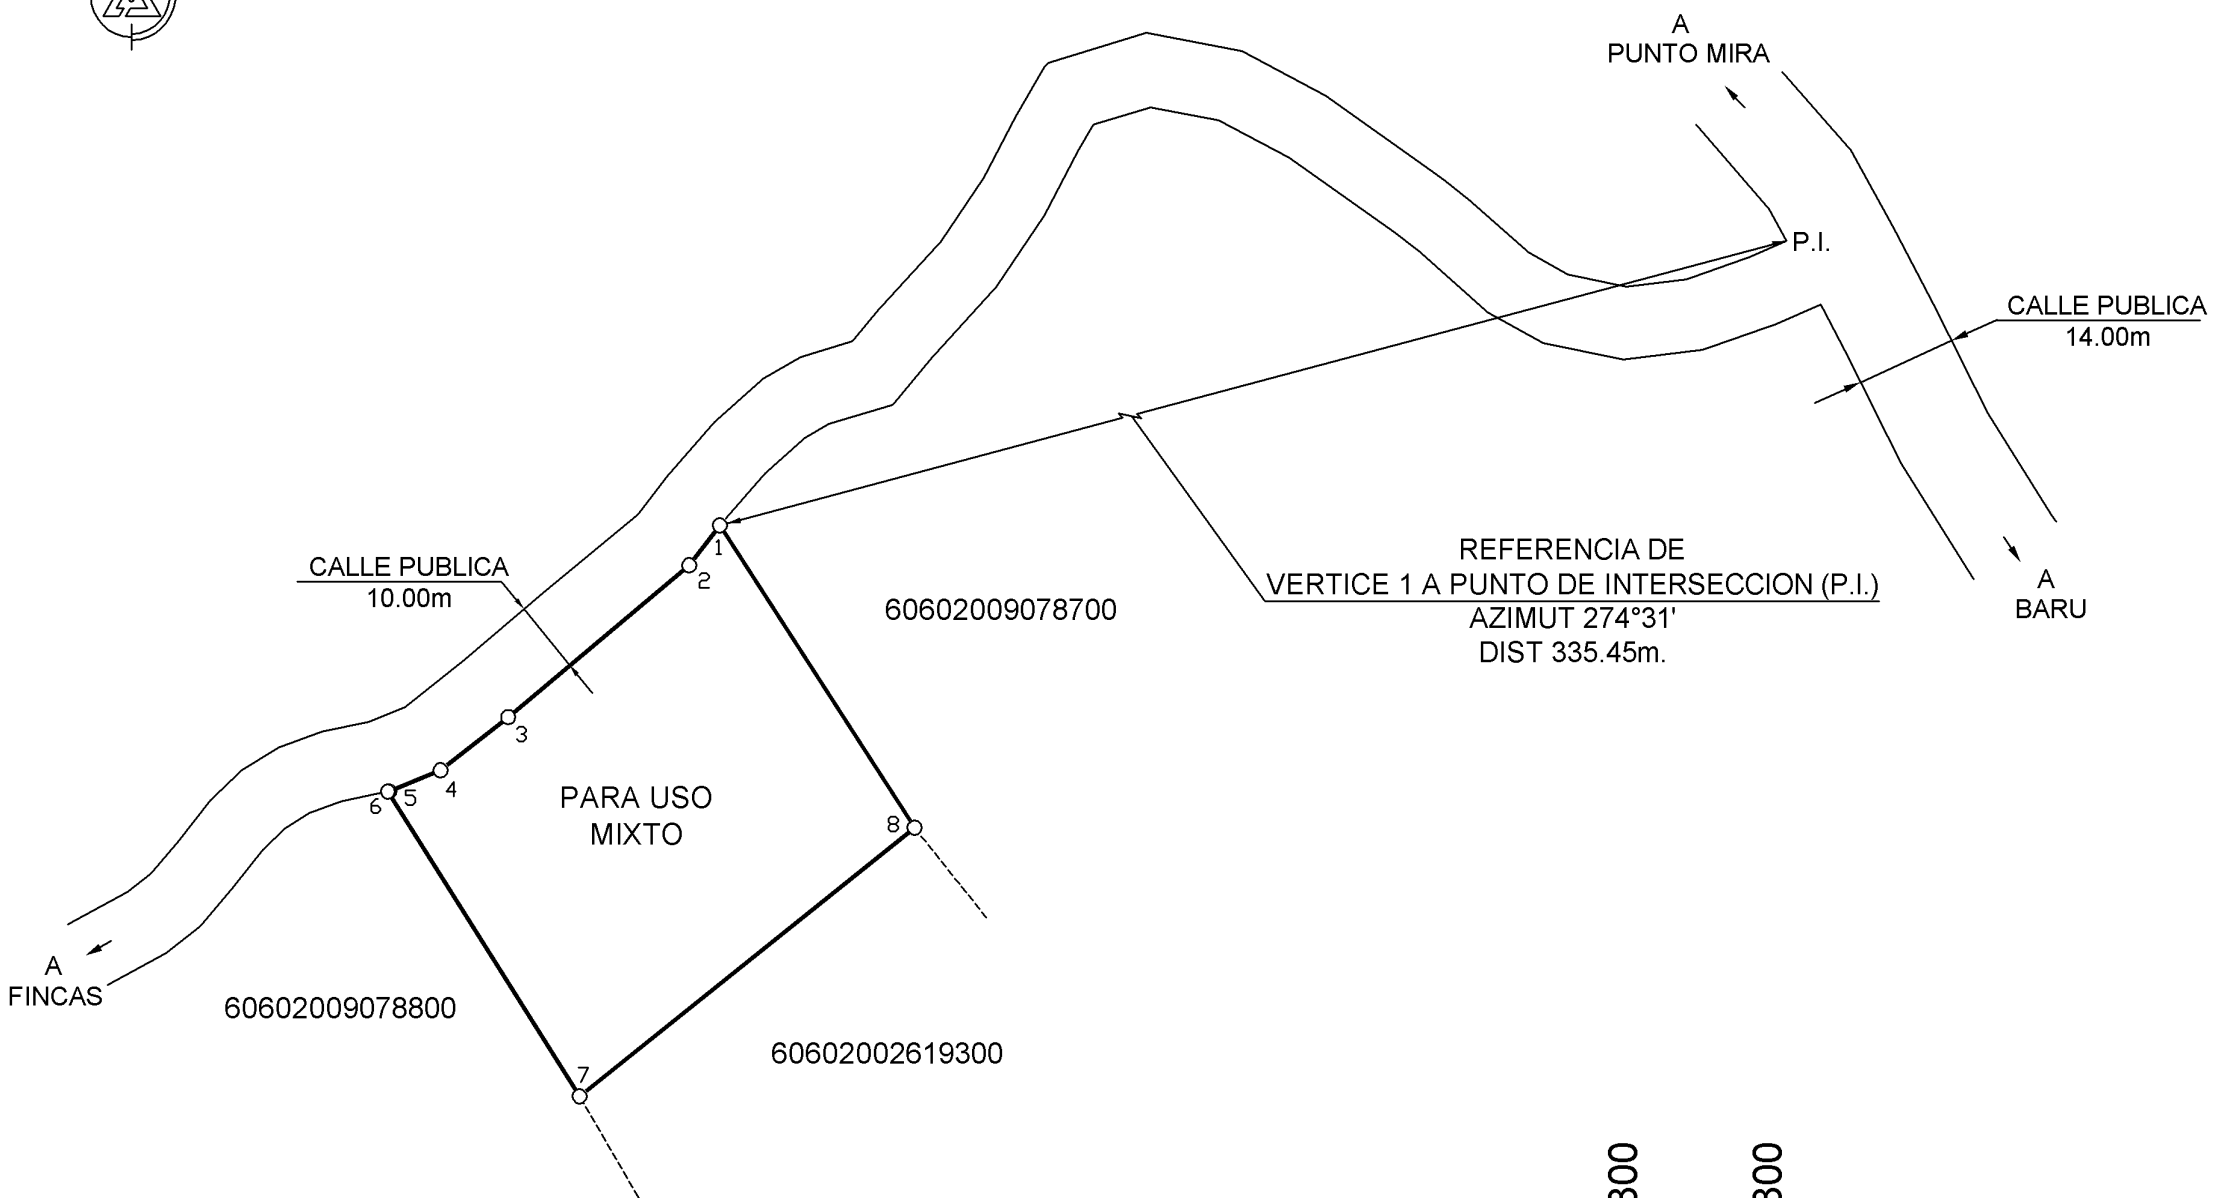 A
PUNTO MIRA
P.I.
CALLE PUBLICA
14.00m
REFERENCIA DE
VERTICE 1 A PUNTO DE INTERSECCION (P.I.)
AZIMUT 274°31'
DIST 335.45m.
A
BARU
CALLE PUBLICA
10.00m
1
2
60602009078700
3
4
5
6
PARA USO
MIXTO
8
A
FINCAS
60602009078800
60602002619300
7